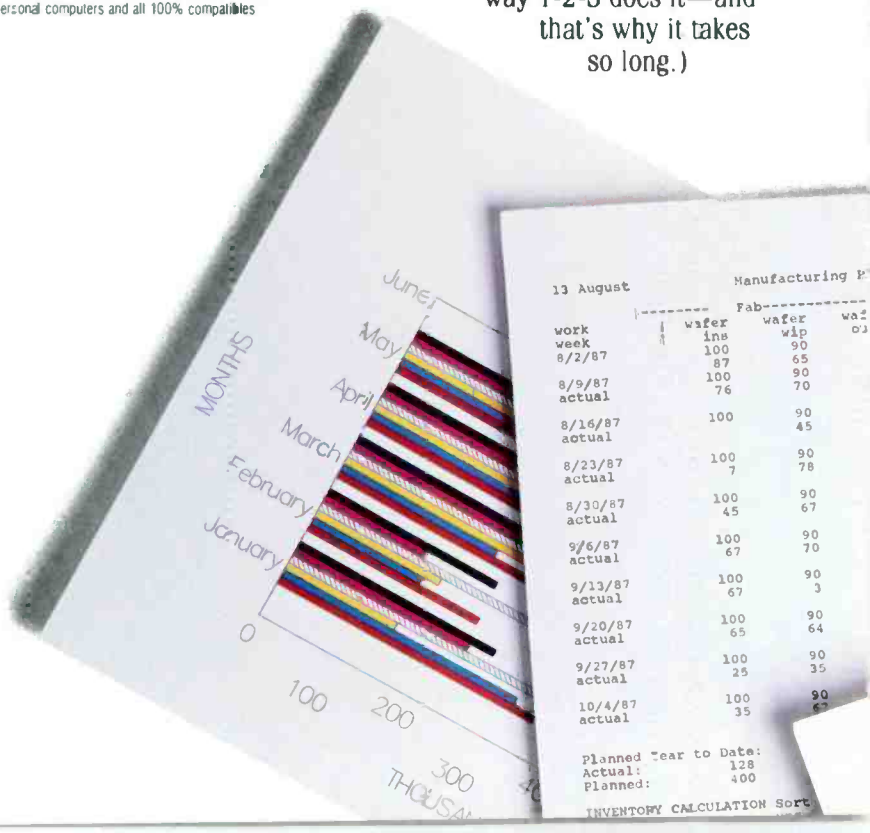 personal computers and all 100% compatibles
way 1-2-3 does it—and
that's why it takes
so long.)
June
May
April
March
February
January
MONTHS
0
100
200
300
13 August Manufacturing
Fab
work wafer wafer
week ins wip
8/2/87 100 90
87 65
8/9/87 100 90
actual 76 70
8/16/87 100 90
actual 45
8/23/87 100 90
actual 7 78
8/30/87 100 90
actual 45 67
9/6/87 100 90
actual 67 70
9/13/87 100 90
actual 67 3
9/20/87 100 90
actual 65 64
9/27/87 100 90
actual 25 35
10/4/87 100 90
actual 35
Planned Year to Date:
Actual: 128
Planned: 400
INVENTORY CALCULATION Sort